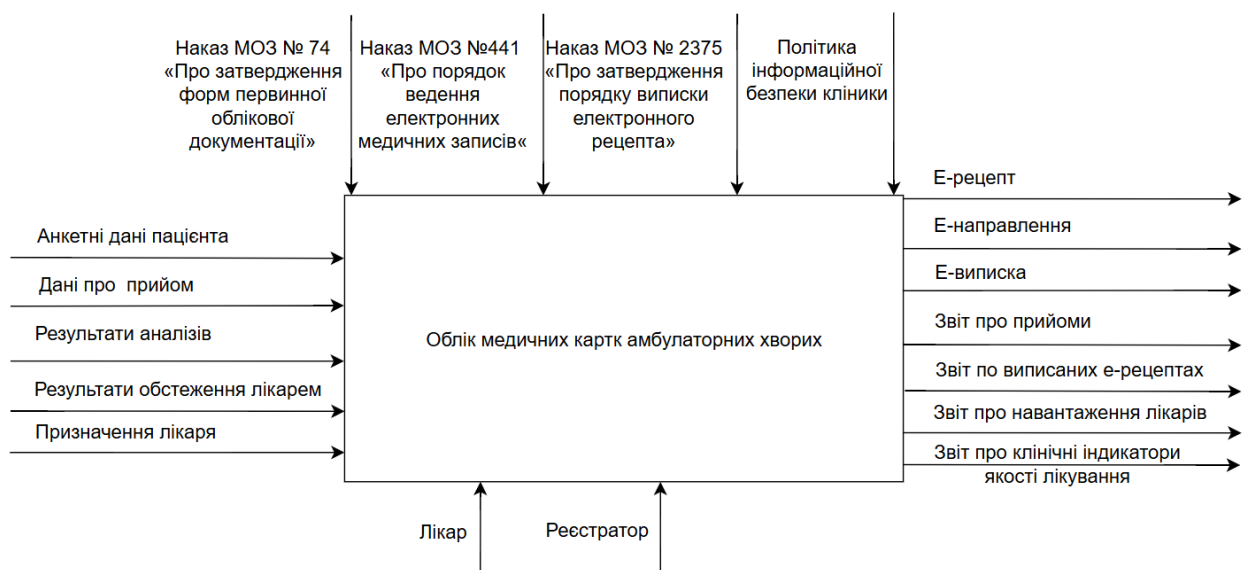 Наказ МОЗ № 74
«Про затвердження
форм первинної
облікової
документації»
Наказ МОЗ №441
«Про порядок
ведення
електронних
медичних записів«
Наказ МОЗ № 2375
«Про затвердження
порядку виписки
електронного
рецепта»
Політика
інформаційної
безпеки кліники
Анкетні дані пацієнта
Дані про прийом
Результати аналізів
Результати обстеження лікарем
Призначення лікаря
Облік медичних картк амбулаторних хворих
Е-рецепт
Е-направлення
Е-виписка
Звіт про прийоми
Звіт по виписаних е-рецептах
Звіт про навантаження лікарів
Звіт про клінічні індикатори
якості лікування
Лікар
Реєстратор